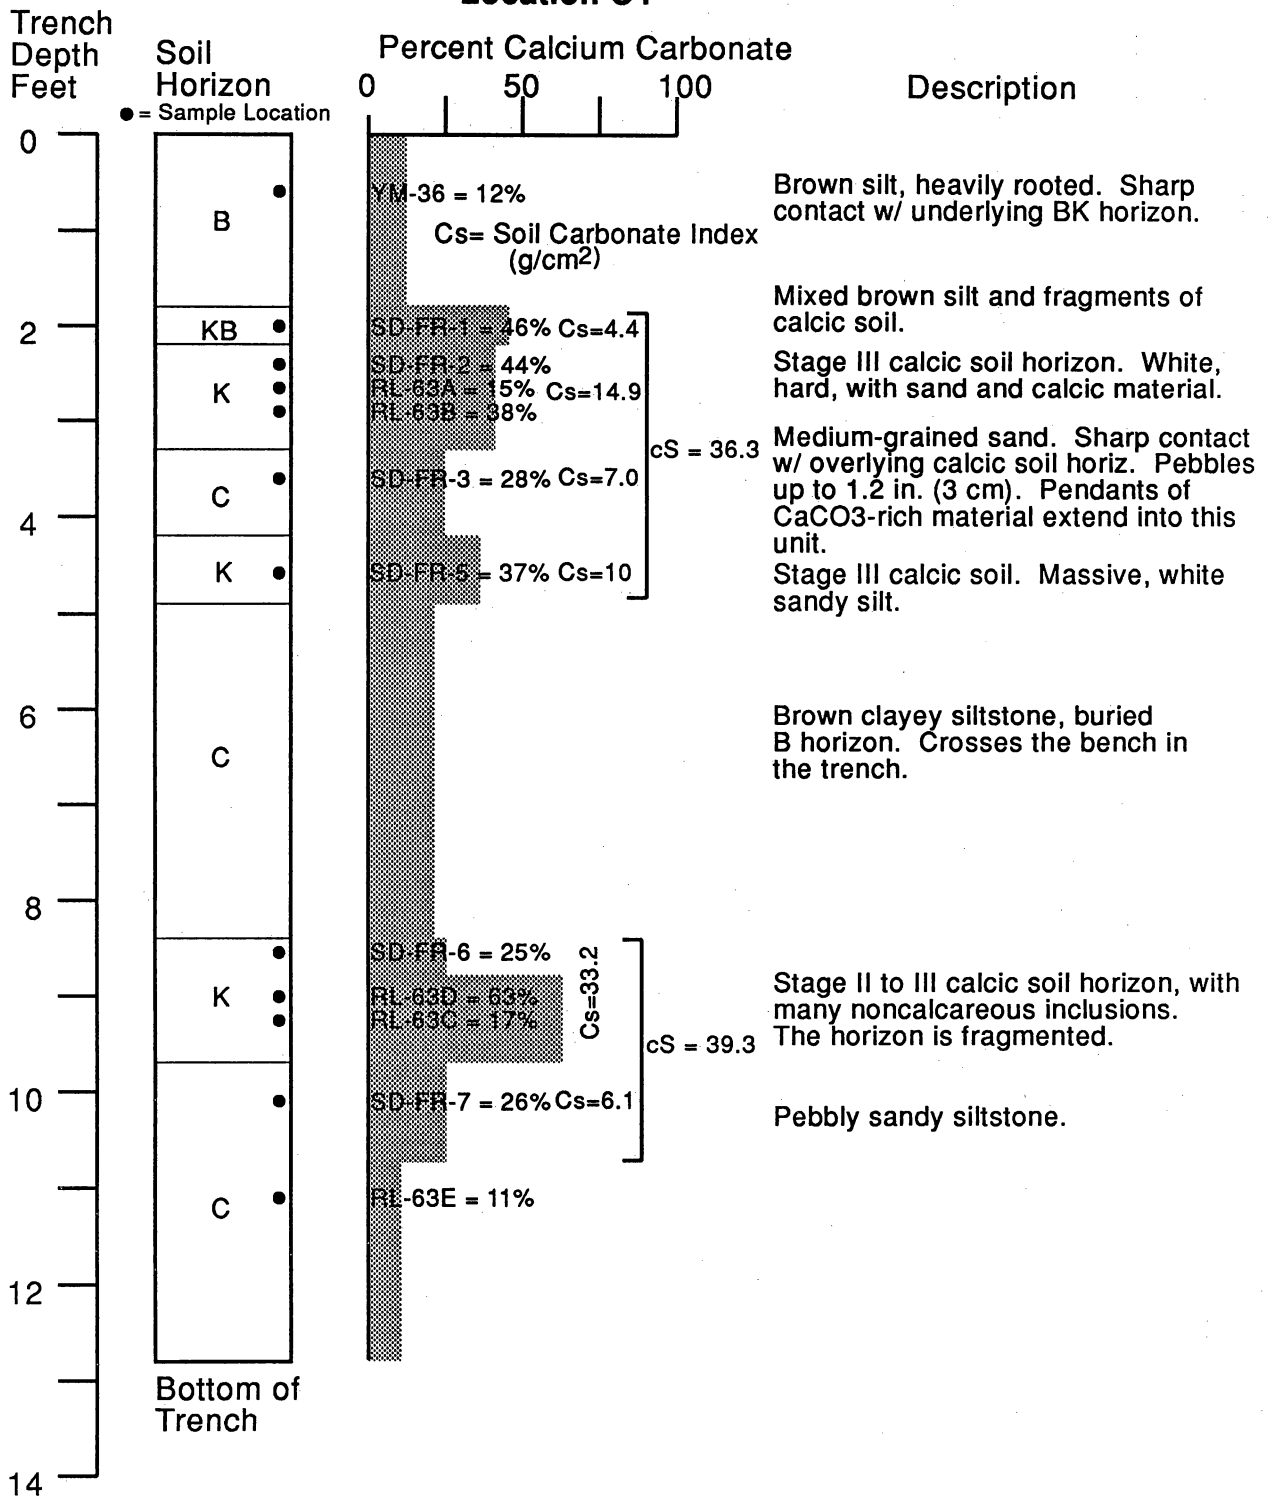 Trench
Depth
Feet
Soil
Horizon
● = Sample Location
Percent Calcium Carbonate
0 50 100
Description
0
2
4
6
8
10
12
14
B
KB
K
C
K
C
K
C
Bottom of
Trench
YM-36 = 12%
Cs= Soil Carbonate Index
(g/cm2)
SD-FR-1 = 46% Cs=4.4
SD-FR-2 = 44%
RL-63A = 15% Cs=14.9
RL-63B = 38%
cS = 36.3
SD-FR-3 = 28% Cs=7.0
SD-FR-5 = 37% Cs=10
SD-FR-6 = 25%
RL-63D = 63%
RL-63C = 17%
Cs=33.2
cS = 39.3
SD-FR-7 = 26% Cs=6.1
RL-63E = 11%
Brown silt, heavily rooted. Sharp
contact w/ underlying BK horizon.
Mixed brown silt and fragments of
calcic soil.
Stage III calcic soil horizon. White,
hard, with sand and calcic material.
Medium-grained sand. Sharp contact
w/ overlying calcic soil horiz. Pebbles
up to 1.2 in. (3 cm). Pendants of
CaCO3-rich material extend into this
unit.
Stage III calcic soil. Massive, white
sandy silt.
Brown clayey siltstone, buried
B horizon. Crosses the bench in
the trench.
Stage II to III calcic soil horizon, with
many noncalcareous inclusions.
The horizon is fragmented.
Pebbly sandy siltstone.